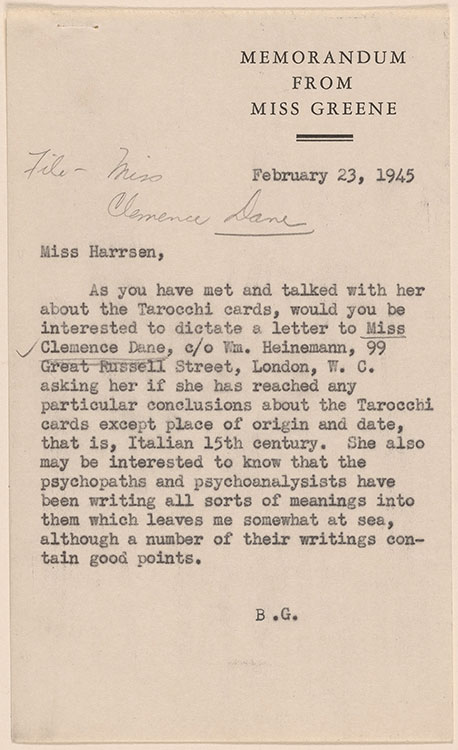 MEMORANDUM
FROM
MISS GREENE
File - Miss
Clemence Dane
February 23, 1945
Miss Harrsen,
As you have met and talked with her
about the Tarocchi cards, would you be
interested to dictate a letter to Miss
Clemence Dane, c/o Wm. Heinemann, 99
Great Russell Street, London, W. C.
asking her if she has reached any
particular conclusions about the Tarocchi
cards except place of origin and date,
that is, Italian 15th century. She also
may be interested to know that the
psychopaths and psychoanalysists have
been writing all sorts of meanings into
them which leaves me somewhat at sea,
although a number of their writings con-
tain good points.
B.G.